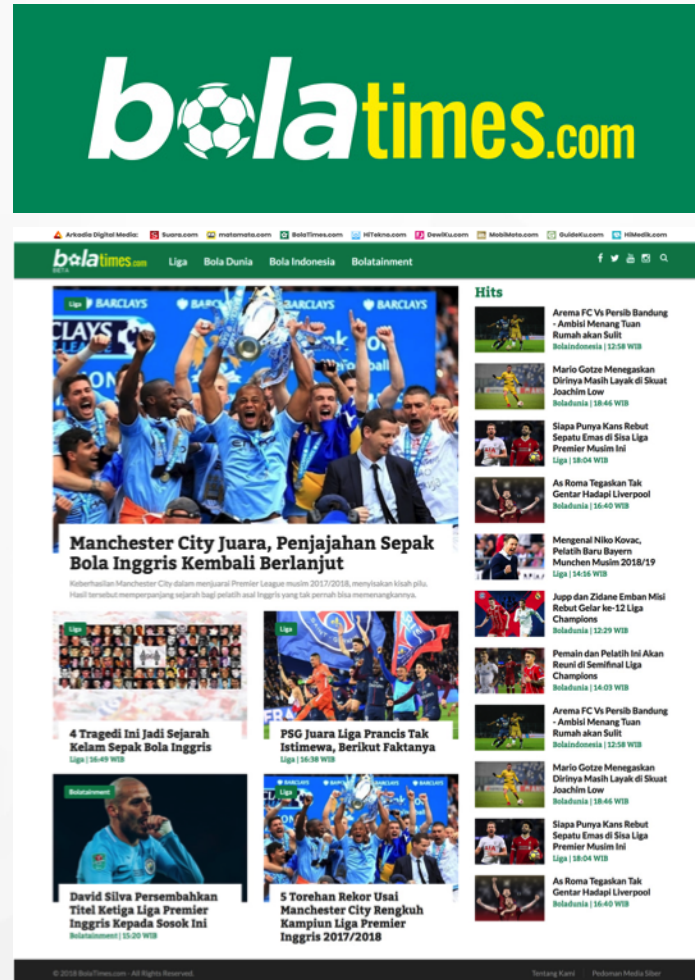 bolatimes.com
Arkadia Digital Media: Suara.com matamata.com BolaTimes.com HiTekno.com DewiKu.com MobiMoto.com GuideKu.com HiMedik.com
bolatimes.com
BETA
Liga Bola Dunia Bola Indonesia Bolatainment
Liga
BARCLAYS
BARCLAYS
BARCLAYS
Manchester City Juara, Penjajahan Sepak
Bola Inggris Kembali Berlanjut
Keberhasilan Manchester City dalam menjuarai Premier League musim 2017/2018, menyisakan kisah pilu.
Hasil tersebut memperpanjang sejarah bagi pelatih asal Inggris yang tak pernah bisa memenangkannya.
Liga
4 Tragedi Ini Jadi Sejarah
Kelam Sepak Bola Inggris
Liga | 16:49 WIB
Liga
PSG Juara Liga Prancis Tak
Istimewa, Berikut Faktanya
Liga | 16:38 WIB
Bolatainment
David Silva Persembahkan
Titel Ketiga Liga Premier
Inggris Kepada Sosok Ini
Bolatainment | 15:20 WIB
Liga
5 Torehan Rekor Usai
Manchester City Rengkuh
Kampiun Liga Premier
Inggris 2017/2018
Hits
Arema FC Vs Persib Bandung
- Ambisi Menang Tuan
Rumah akan Sulit
Bolaindonesia | 12:58 WIB
Mario Gotze Menegaskan
Dirinya Masih Layak di Skuat
Joachim Low
Boladunia | 18:46 WIB
Siapa Punya Kans Rebut
Sepatu Emas di Sisa Liga
Premier Musim Ini
Liga | 18:04 WIB
As Roma Tegaskan Tak
Gentar Hadapi Liverpool
Boladunia | 16:40 WIB
Mengenal Niko Kovac,
Pelatih Baru Bayern
Munchen Musim 2018/19
Liga | 14:16 WIB
Jupp dan Zidane Emban Misi
Rebut Gelar ke-12 Liga
Champions
Boladunia | 12:29 WIB
Pemain dan Pelatih Ini Akan
Reuni di Semifinal Liga
Champions
Boladunia | 14:03 WIB
Arema FC Vs Persib Bandung
- Ambisi Menang Tuan
Rumah akan Sulit
Bolaindonesia | 12:58 WIB
Mario Gotze Menegaskan
Dirinya Masih Layak di Skuat
Joachim Low
Boladunia | 18:46 WIB
Siapa Punya Kans Rebut
Sepatu Emas di Sisa Liga
Premier Musim Ini
Liga | 18:04 WIB
As Roma Tegaskan Tak
Gentar Hadapi Liverpool
Boladunia | 16:40 WIB
© 2018 BolaTimes.com - All Rights Reserved.
Tentang Kami | Pedoman Media Siber